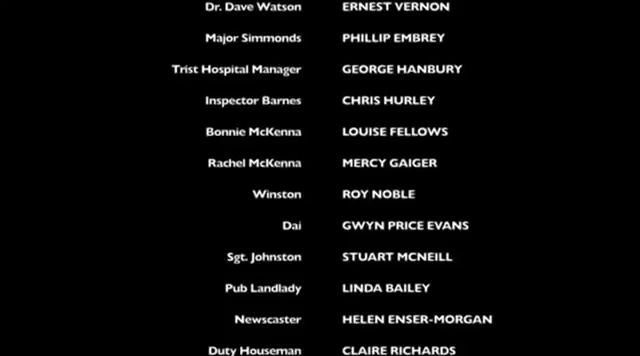 Dr. Dave Watson ERNEST VERNON
Major Simmonds PHILLIP EMBREY
Trist Hospital Manager GEORGE HANBURY
Inspector Barnes CHRIS HURLEY
Bonnie McKenna LOUISE FELLOWS
Rachel McKenna MERCY GAIGER
Winston ROY NOBLE
Dai GWYN PRICE EVANS
Sgt. Johnston STUART MCNEILL
Pub Landlady LINDA BAILEY
Newscaster HELEN ENSER-MORGAN
Duty Houseman CLAIRE RICHARDS